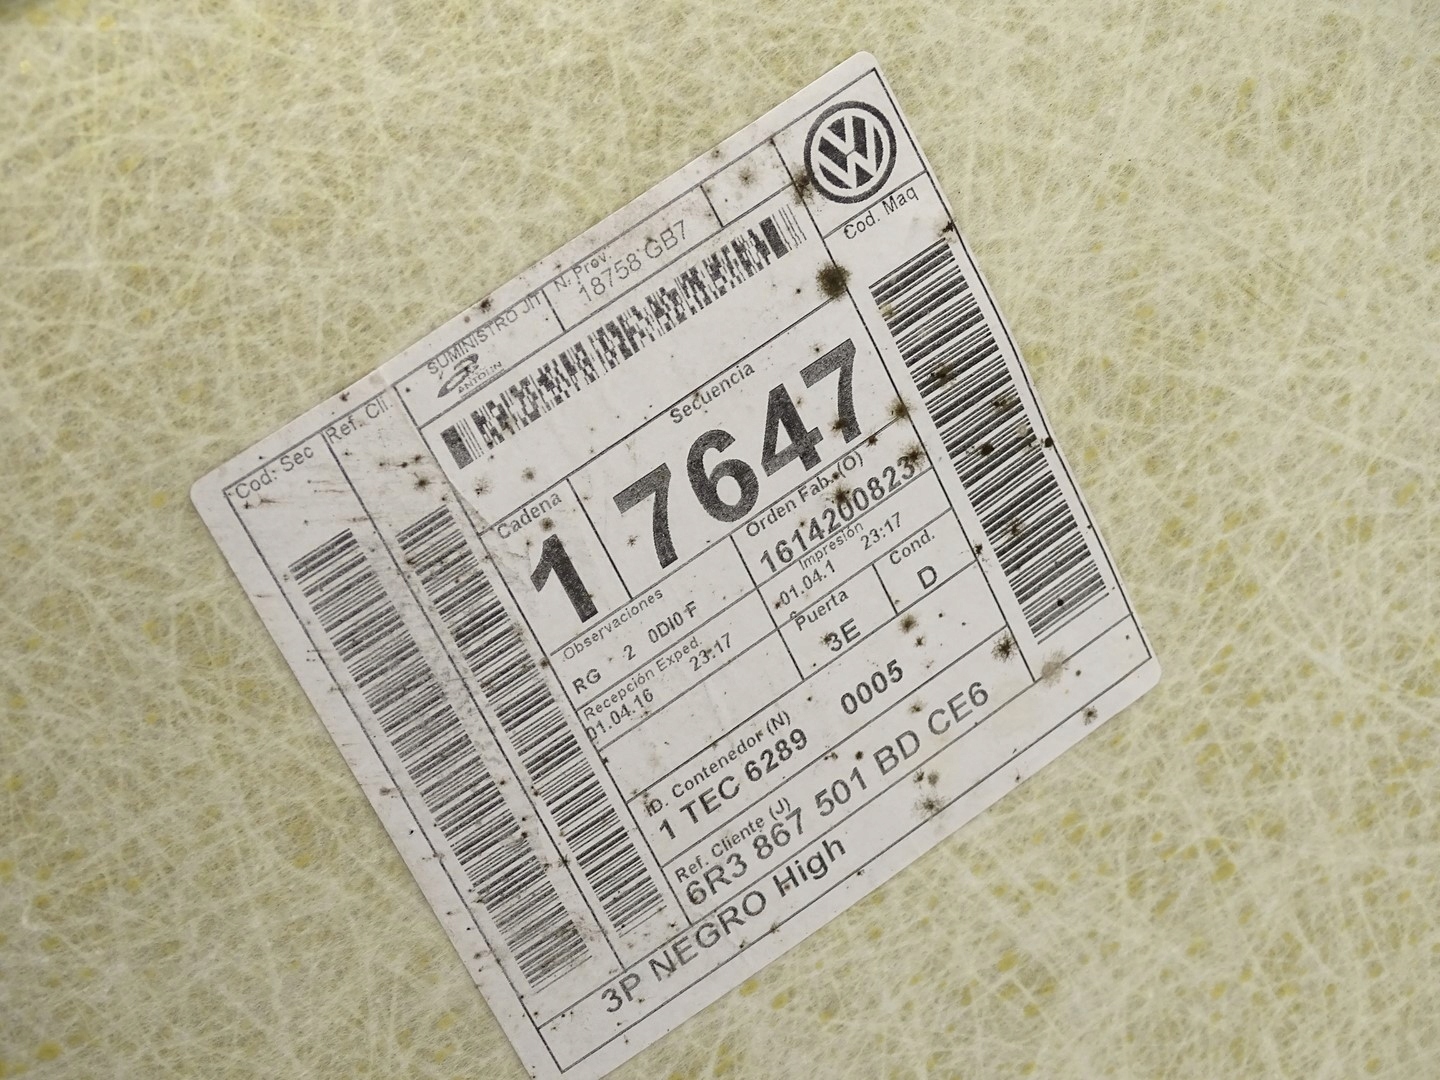 Cod. Sec
Ref. Cli.
SUMINISTRO JIT
N. Prov.
18758 GB7
ANTOLIN
Cod. Maq
Cadena
1
Secuencia
7647
Observaciones
RG 2 0DI0 F
Orden Fab. (O)
1614200823
Impresión
01.04.1 23:17
6
Recepción Exped.
01.04.16 23:17
Puerta
3E
Cond.
D
ID. Contenedor (N)
1 TEC 6289 0005
Ref. Cliente (J)
6R3 867 501 BD CE6
3P NEGRO High